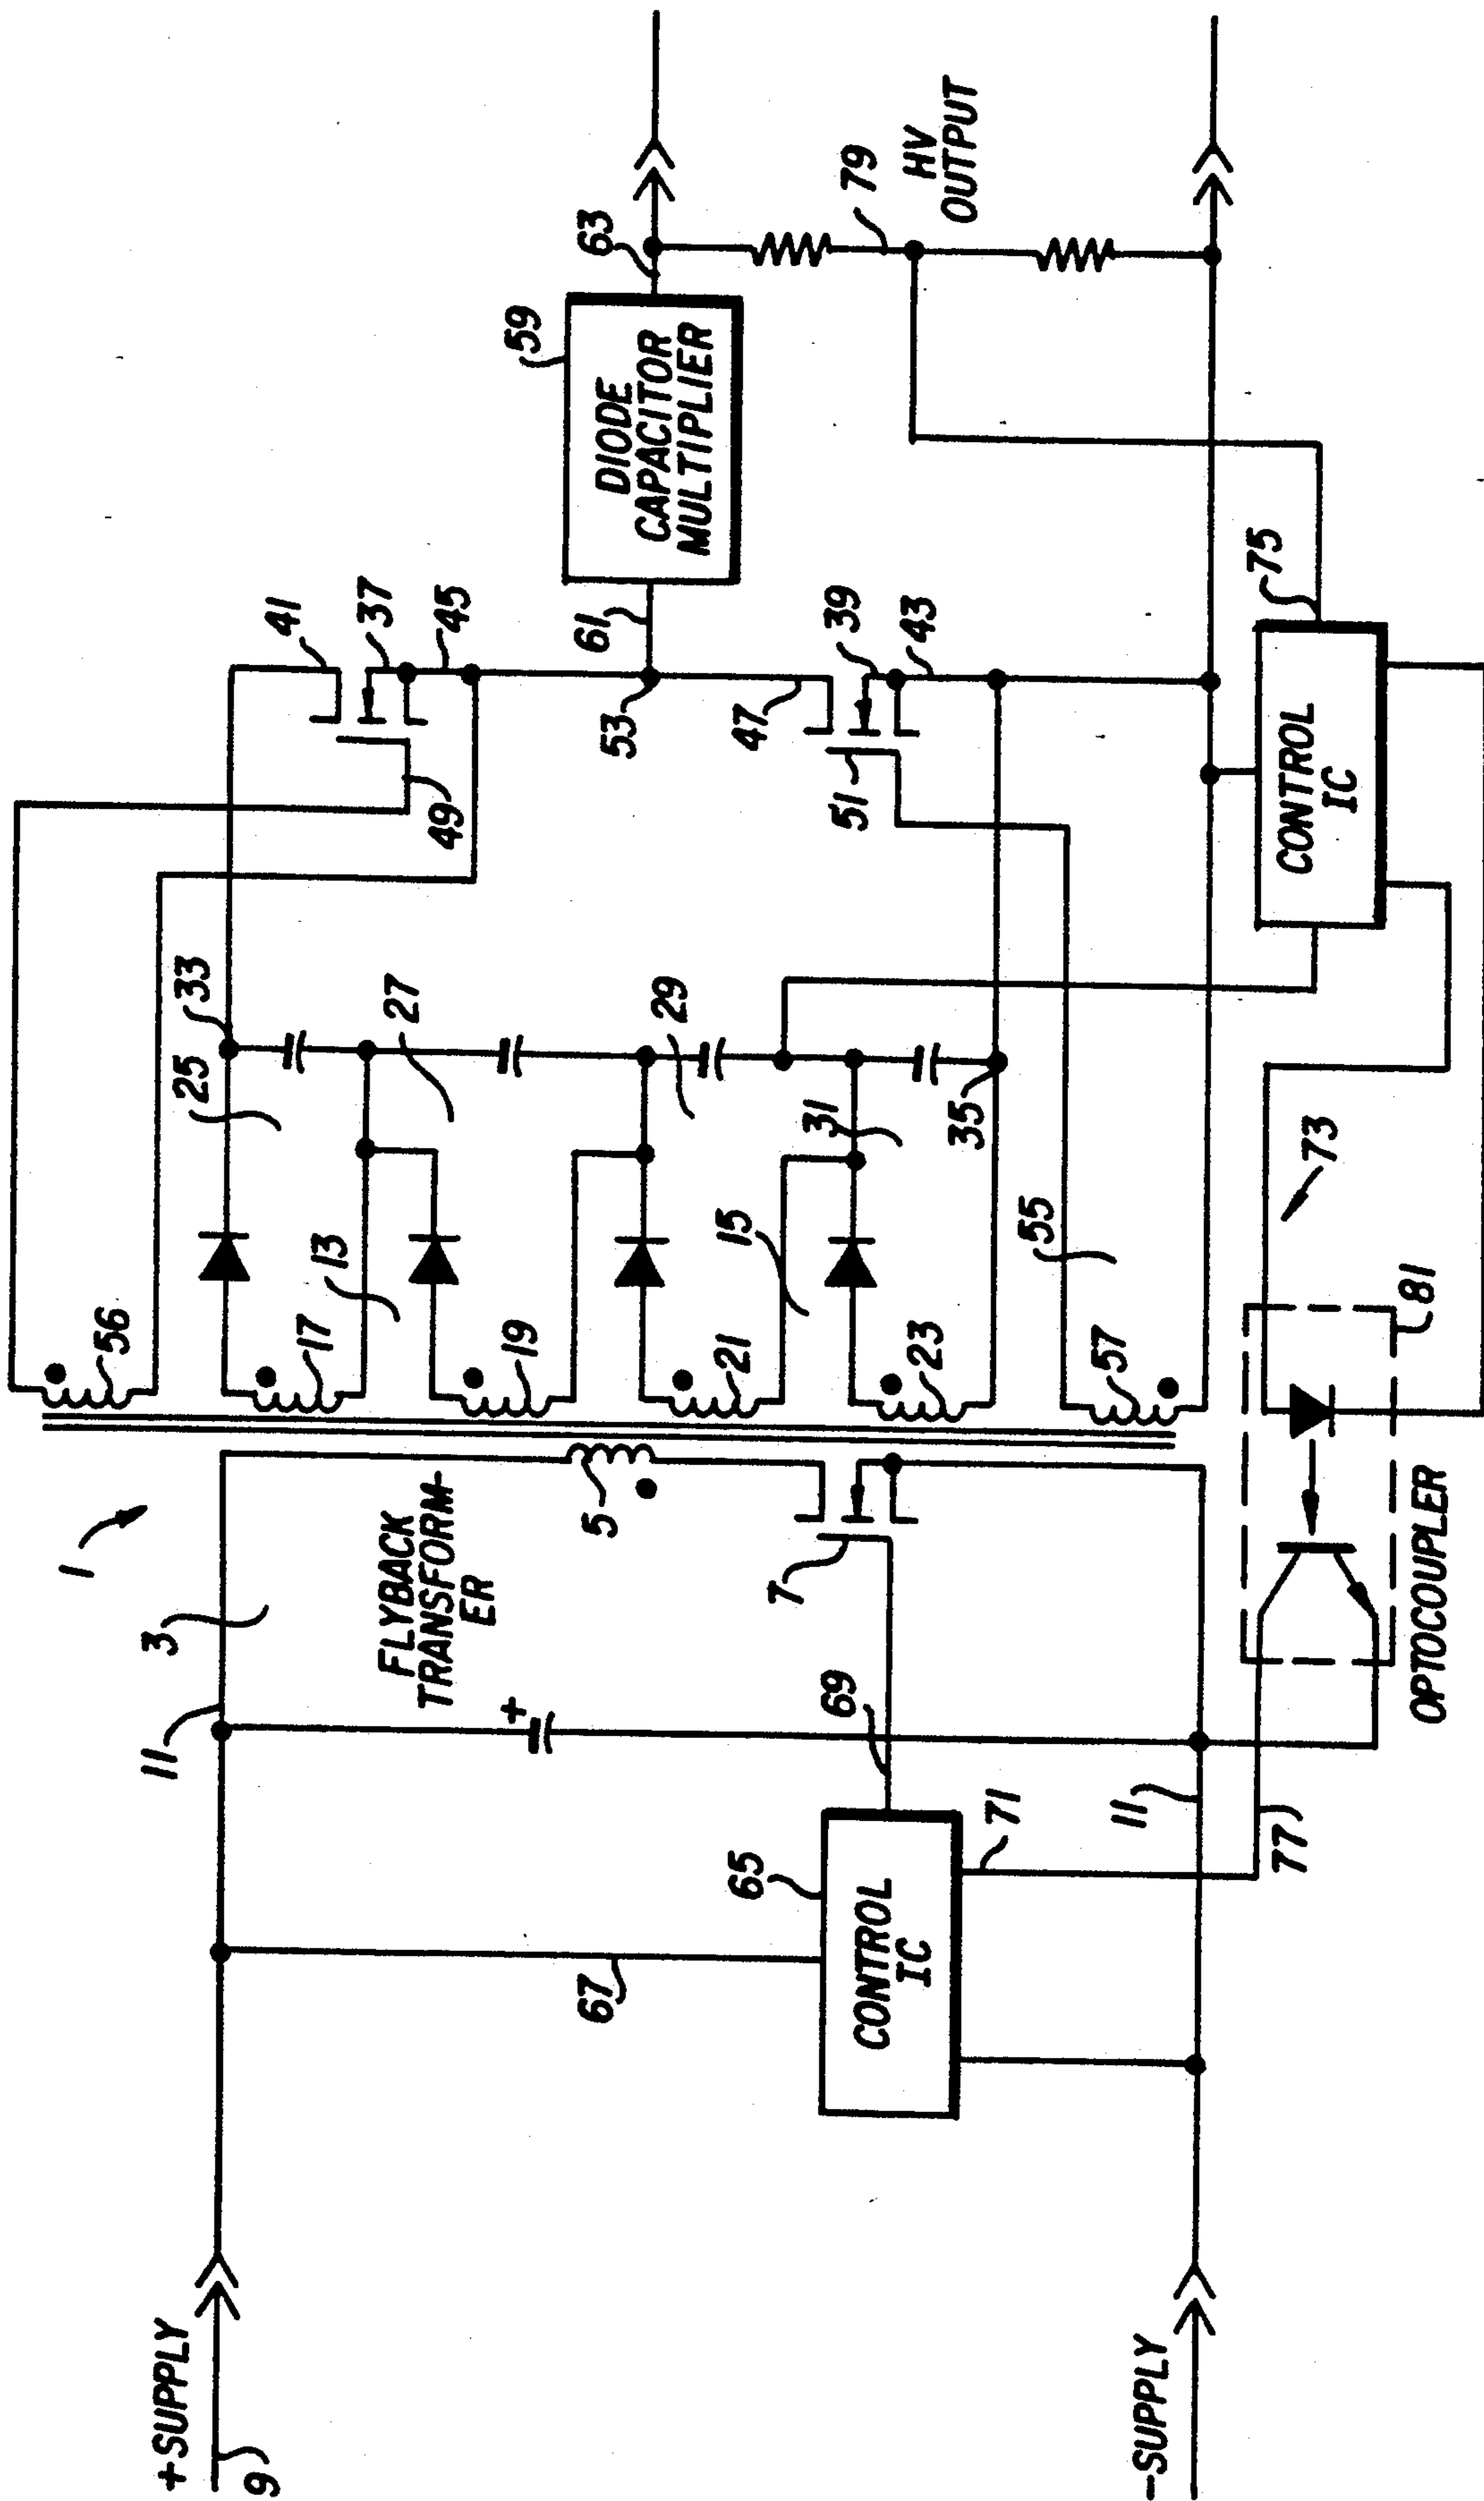 +SUPPLY
9
-SUPPLY
11
3
1
FLYBACK
TRANSFORM-
ER
5
7
67
65
CONTROL
IC
69
71
11
77
OPTOCOUPLER
81
73
56
17
13
19
21
15
23
57
55
25
33
27
29
31
35
41
37
45
49
53
61
47
39
51
43
59
DIODE
CAPACITOR
MULTIPLIER
63
79
HV
OUTPUT
75
CONTROL
IC